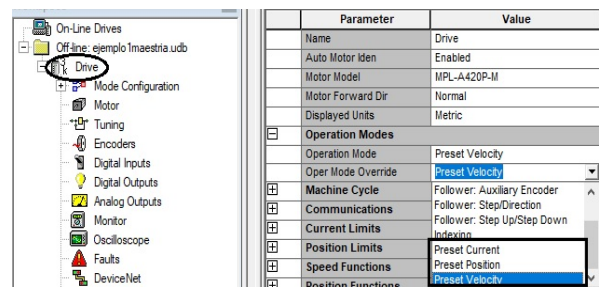 On-Line Drives
Off-line: ejemplo1maestria.udb
Drive
Mode Configuration
Motor
Tuning
Encoders
Digital Inputs
Digital Outputs
Analog Outputs
Monitor
Oscilloscope
Faults
DeviceNet
Parameter Value
Name Drive
Auto Motor Iden Enabled
Motor Model MPL-A420P-M
Motor Forward Dir Normal
Displayed Units Metric
Operation Modes
Operation Mode Preset Velocity
Oper Mode Override Preset Velocity
Machine Cycle Follower: Auxiliary Encoder
Follower: Step/Direction
Communications
Follower: Step Up/Step Down
Current Limits
Indexing
Preset Current
Position Limits
Preset Position
Speed Functions
Preset Velocity
Position Functions